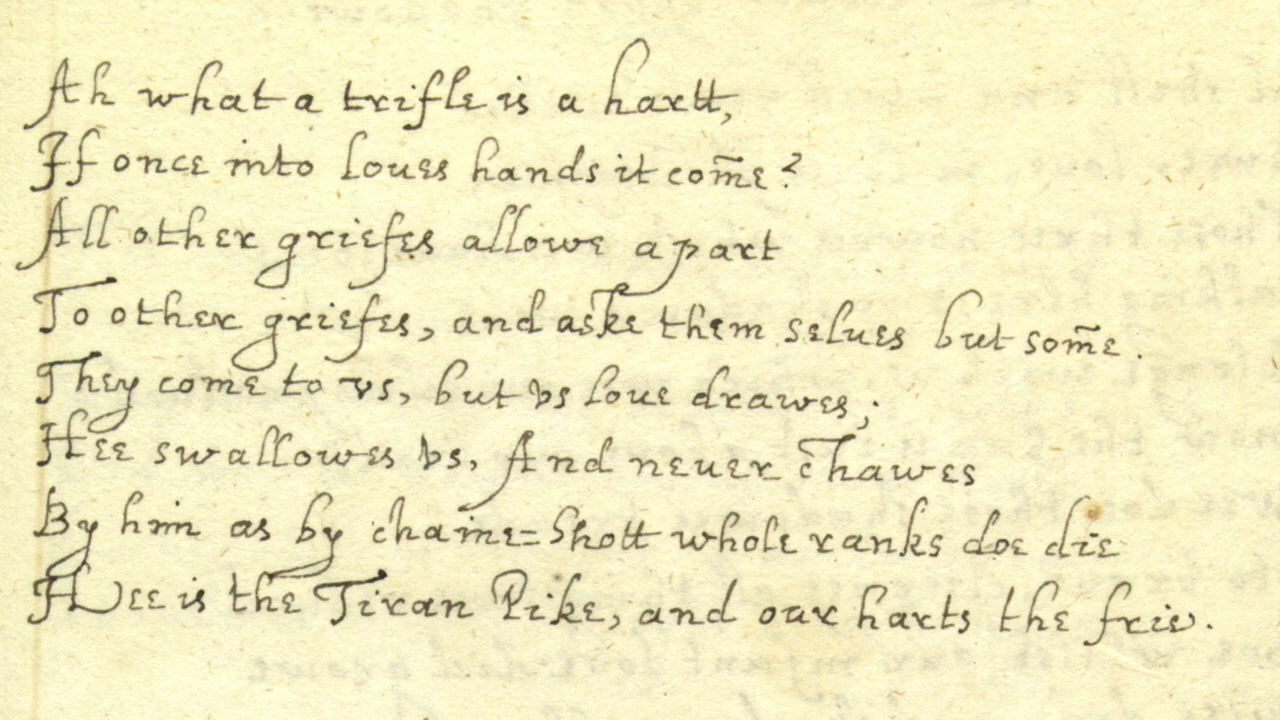 Ah what a trifle is a hartt,
If once into loues hands it com̄e?
All other griefes allowe a part
To other griefes, and aske them selues but som̄e.
They come to vs, but vs loue drawes;
Hee swallowes vs, And neuer chawes
By him as by chaine=shott whole ranks doe die
Hee is the Tiran Pike, and our harts the frie.